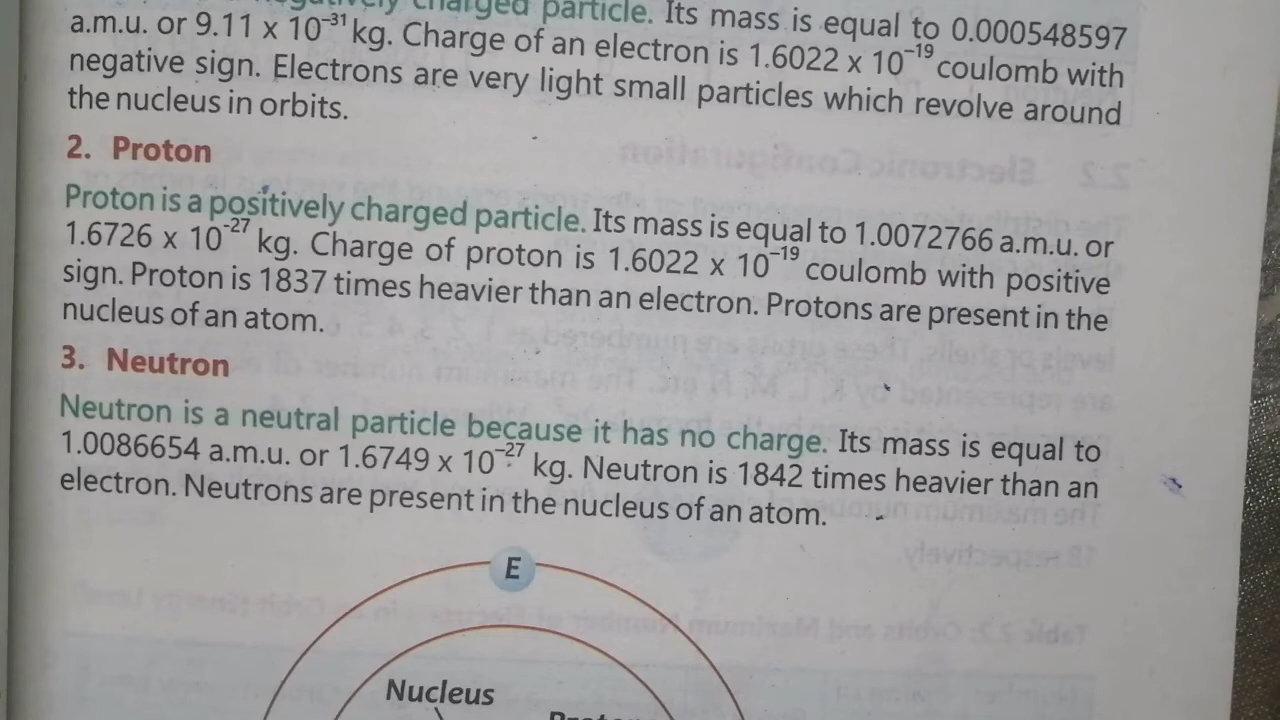 negatively charged particle. Its mass is equal to 0.000548597
a.m.u. or 9.11 x 10⁻³¹ kg. Charge of an electron is 1.6022 x 10⁻¹⁹ coulomb with
negative sign. Electrons are very light small particles which revolve around
the nucleus in orbits.
2. Proton
Proton is a positively charged particle. Its mass is equal to 1.0072766 a.m.u. or
1.6726 x 10⁻²⁷ kg. Charge of proton is 1.6022 x 10⁻¹⁹ coulomb with positive
sign. Proton is 1837 times heavier than an electron. Protons are present in the
nucleus of an atom.
3. Neutron
Neutron is a neutral particle because it has no charge. Its mass is equal to
1.0086654 a.m.u. or 1.6749 x 10⁻²⁷ kg. Neutron is 1842 times heavier than an
electron. Neutrons are present in the nucleus of an atom.
E
Nucleus